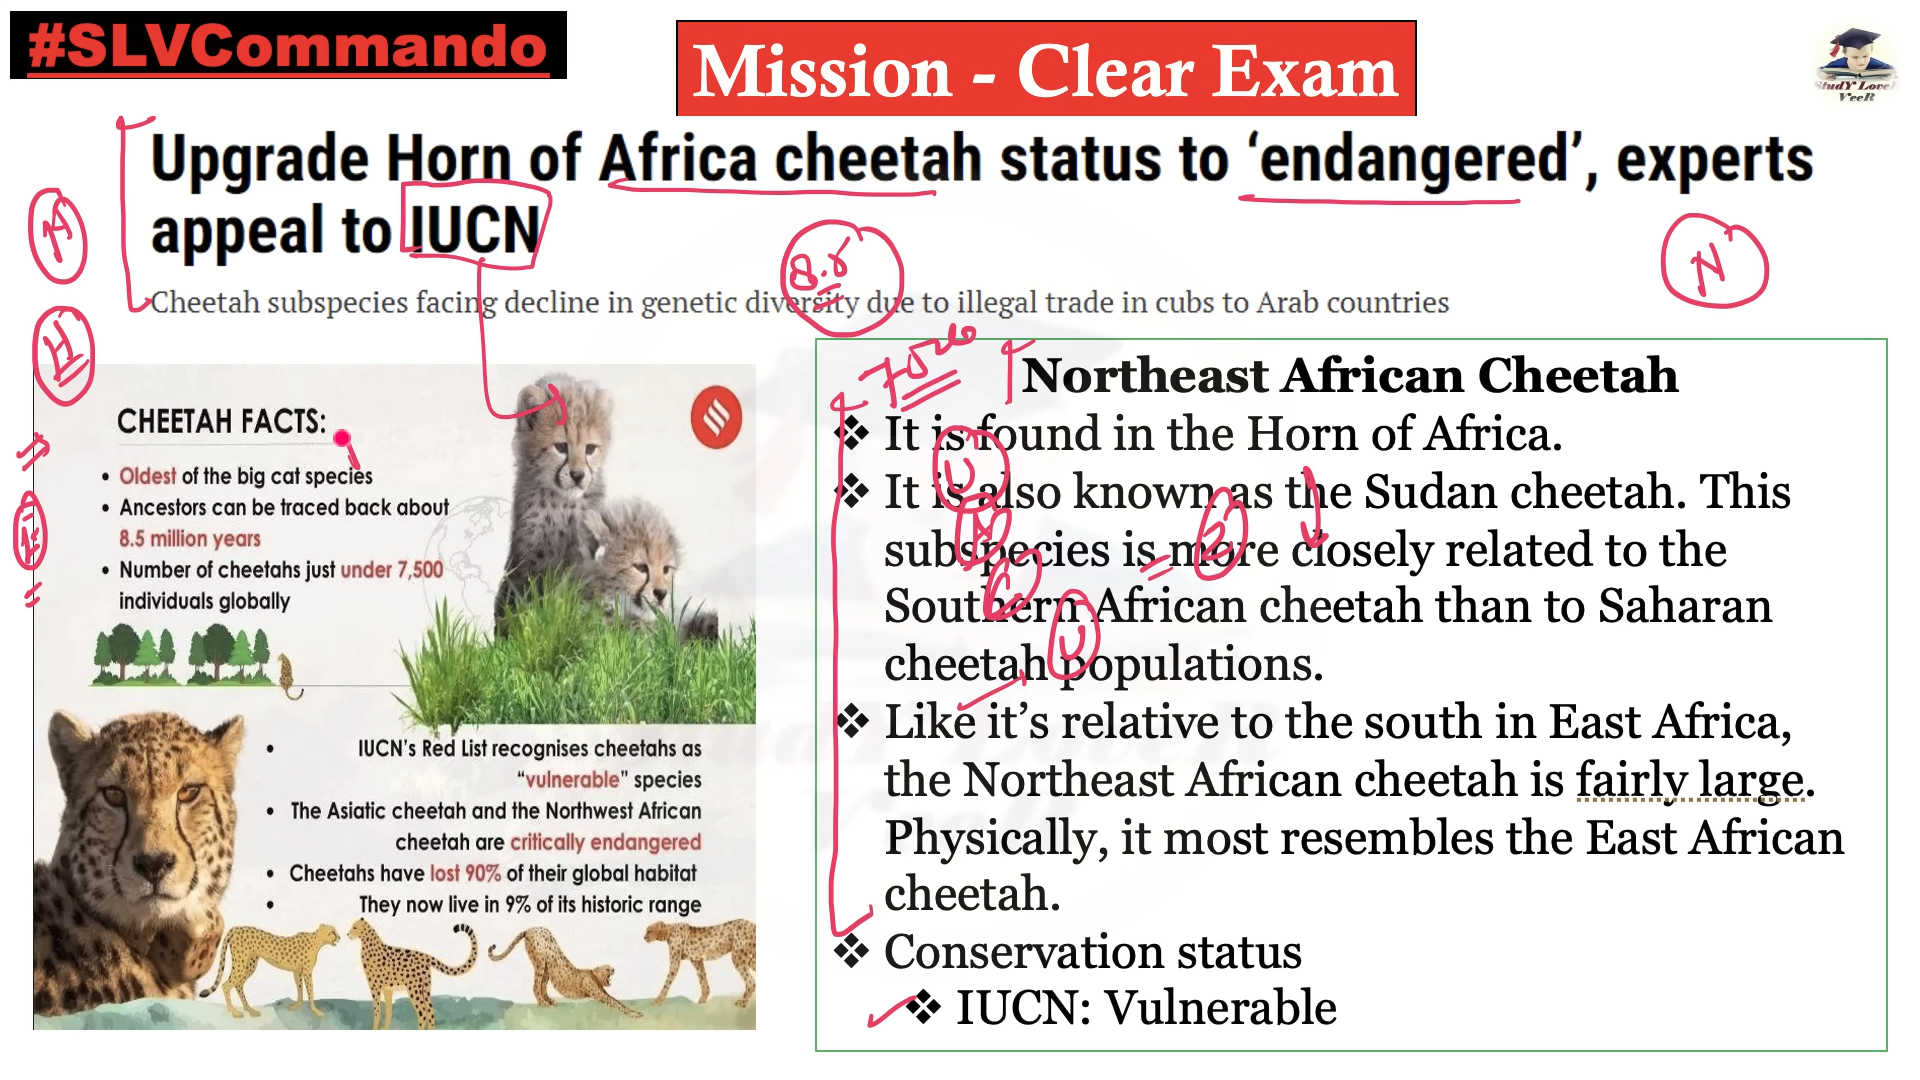 #SLVCommando
Mission - Clear Exam
StudY LoveR
VeeR
Upgrade Horn of Africa cheetah status to ‘endangered’, experts
appeal to IUCN
Cheetah subspecies facing decline in genetic diversity due to illegal trade in cubs to Arab countries
8.5
N
H
CHEETAH FACTS:
• Oldest of the big cat species
• Ancestors can be traced back about
8.5 million years
• Number of cheetahs just under 7,500
individuals globally
• IUCN’s Red List recognises cheetahs as
“vulnerable” species
• The Asiatic cheetah and the Northwest African
cheetah are critically endangered
• Cheetahs have lost 90% of their global habitat
• They now live in 9% of its historic range
7500
Northeast African Cheetah
❖ It is found in the Horn of Africa.
❖ It is also known as the Sudan cheetah. This
subspecies is more closely related to the
Southern African cheetah than to Saharan
cheetah populations.
❖ Like it’s relative to the south in East Africa,
the Northeast African cheetah is fairly large.
Physically, it most resembles the East African
cheetah.
❖ Conservation status
❖ IUCN: Vulnerable